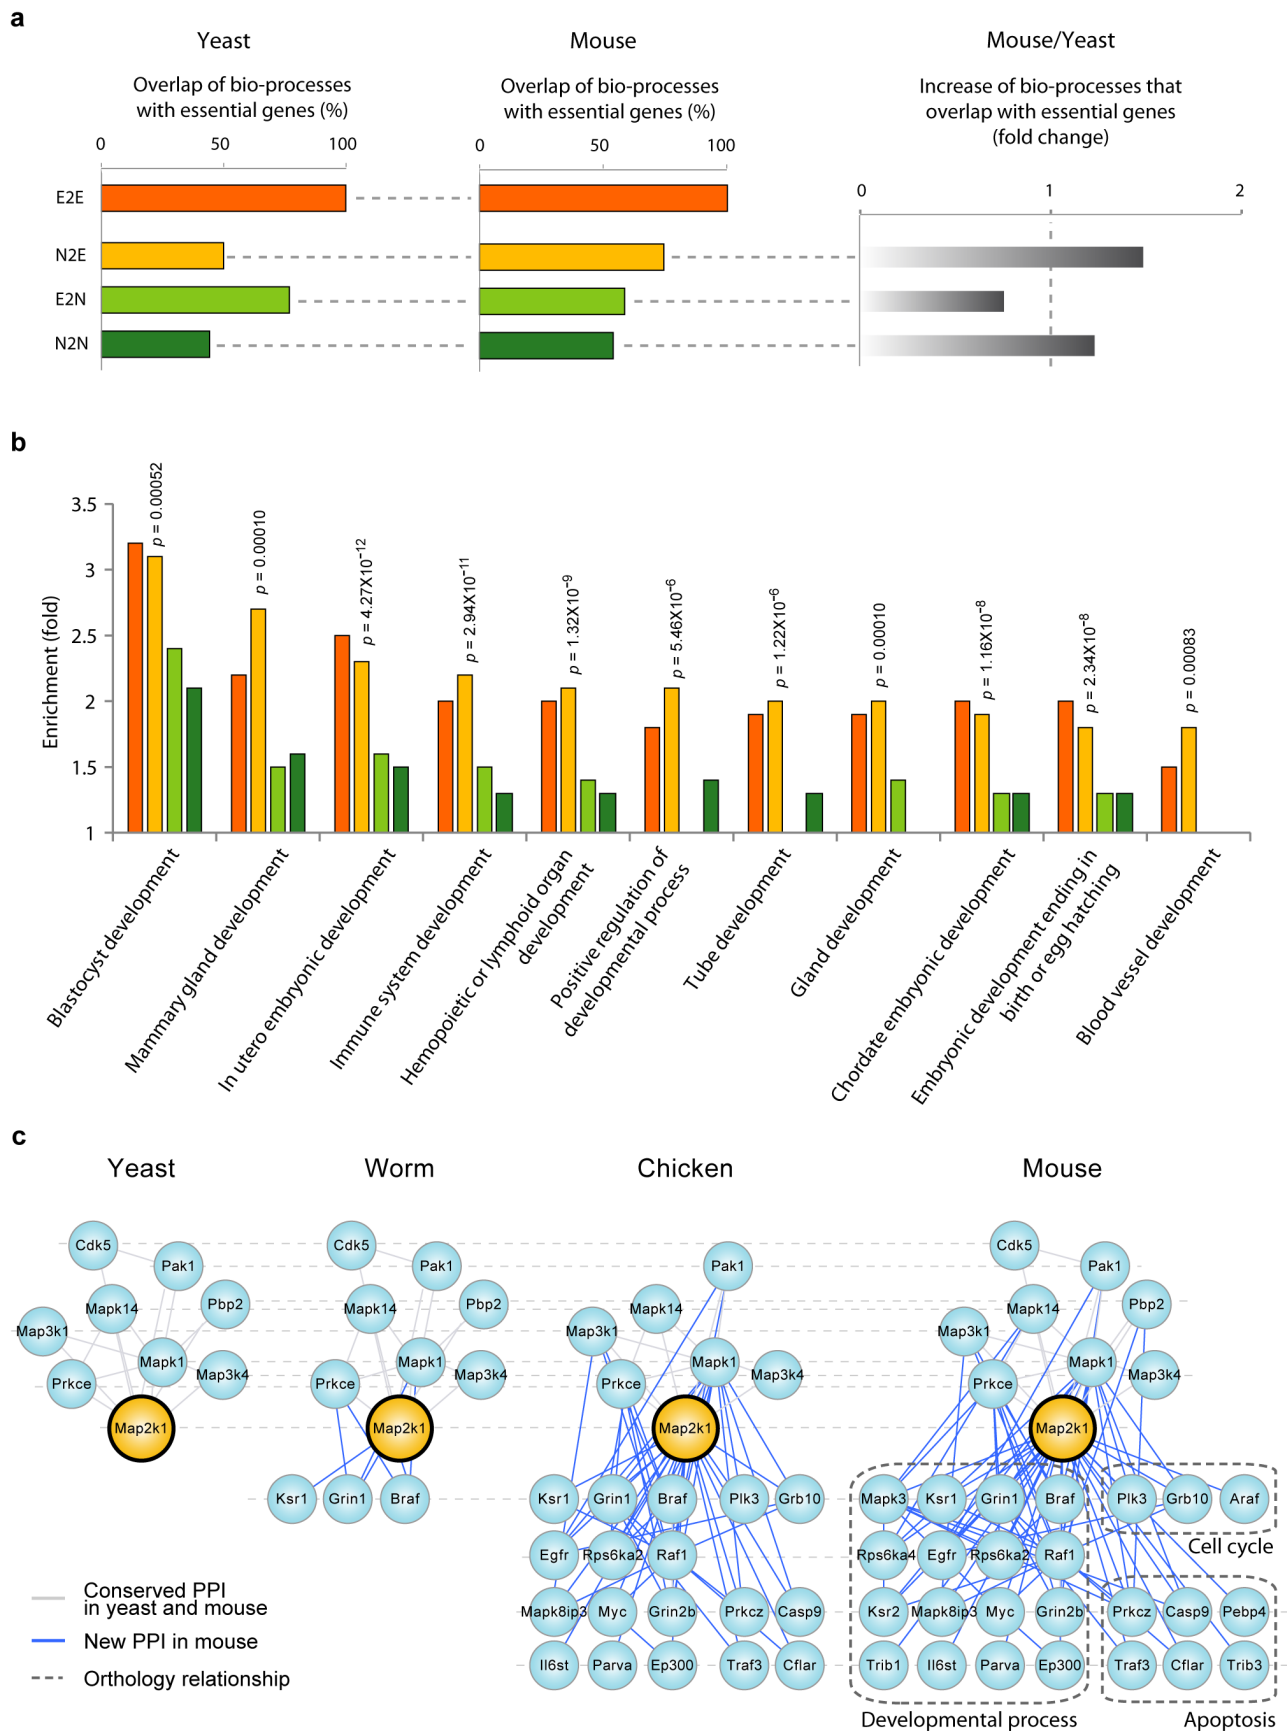 a
Yeast
Mouse
Mouse/Yeast
Overlap of bio-processes
with essential genes (%)
Overlap of bio-processes
with essential genes (%)
Increase of bio-processes that
overlap with essential genes
(fold change)
0 50 100
0 50 100
0 1 2
E2E
N2E
E2N
N2N
b
Enrichment (fold)
3.5
3
2.5
2
1.5
1
p = 0.00052
p = 0.00010
p = 4.27X10⁻¹²
p = 2.94X10⁻¹¹
p = 1.32X10⁻⁹
p = 5.46X10⁻⁶
p = 1.22X10⁻⁶
p = 0.00010
p = 1.16X10⁻⁸
p = 2.34X10⁻⁸
p = 0.00083
Blastocyst development
Mammary gland development
In utero embryonic development
Immune system development
Hemopoietic or lymphoid organ
development
Positive regulation of
developmental process
Tube development
Gland development
Chordate embryonic development
Embryonic development ending in
birth or egg hatching
Blood vessel development
c
Yeast
Cdk5
Pak1
Mapk14
Pbp2
Map3k1
Mapk1
Map3k4
Prkce
Map2k1
Worm
Cdk5
Pak1
Mapk14
Pbp2
Mapk1
Map3k4
Prkce
Map2k1
Ksr1 Grin1 Braf
Chicken
Pak1
Mapk14
Map3k1
Mapk1
Map3k4
Prkce
Map2k1
Ksr1 Grin1 Braf Plk3 Grb10
Egfr Rps6ka2 Raf1
Mapk8ip3 Myc Grin2b Prkcz Casp9
Il6st Parva Ep300 Traf3 Cflar
Mouse
Cdk5
Pak1
Mapk14
Pbp2
Map3k1
Mapk1
Map3k4
Prkce
Map2k1
Mapk3 Ksr1 Grin1 Braf Plk3 Grb10 Araf
Cell cycle
Rps6ka4 Egfr Rps6ka2 Raf1
Ksr2 Mapk8ip3 Myc Grin2b Prkcz Casp9 Pebp4
Trib1 Il6st Parva Ep300 Traf3 Cflar Trib3
Developmental process
Apoptosis
Conserved PPI
in yeast and mouse
New PPI in mouse
Orthology relationship